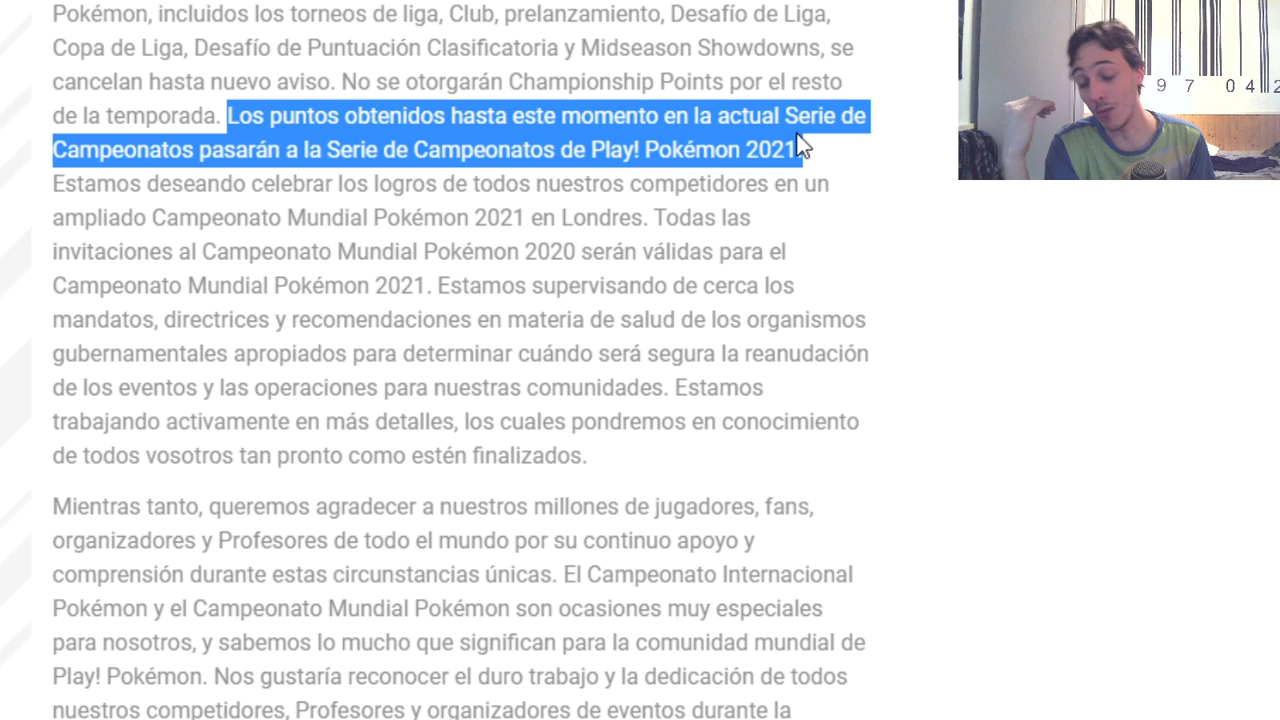 Pokémon, incluidos los torneos de liga, Club, prelanzamiento, Desafío de Liga,
Copa de Liga, Desafío de Puntuación Clasificatoria y Midseason Showdowns, se
cancelan hasta nuevo aviso. No se otorgarán Championship Points por el resto
de la temporada. Los puntos obtenidos hasta este momento en la actual Serie de
Campeonatos pasarán a la Serie de Campeonatos de Play! Pokémon 2021.
Estamos deseando celebrar los logros de todos nuestros competidores en un
ampliado Campeonato Mundial Pokémon 2021 en Londres. Todas las
invitaciones al Campeonato Mundial Pokémon 2020 serán válidas para el
Campeonato Mundial Pokémon 2021. Estamos supervisando de cerca los
mandatos, directrices y recomendaciones en materia de salud de los organismos
gubernamentales apropiados para determinar cuándo será segura la reanudación
de los eventos y las operaciones para nuestras comunidades. Estamos
trabajando activamente en más detalles, los cuales pondremos en conocimiento
de todos vosotros tan pronto como estén finalizados.
Mientras tanto, queremos agradecer a nuestros millones de jugadores, fans,
organizadores y Profesores de todo el mundo por su continuo apoyo y
comprensión durante estas circunstancias únicas. El Campeonato Internacional
Pokémon y el Campeonato Mundial Pokémon son ocasiones muy especiales
para nosotros, y sabemos lo mucho que significan para la comunidad mundial de
Play! Pokémon. Nos gustaría reconocer el duro trabajo y la dedicación de todos
nuestros competidores, Profesores y organizadores de eventos durante la
9 7 0 4 2